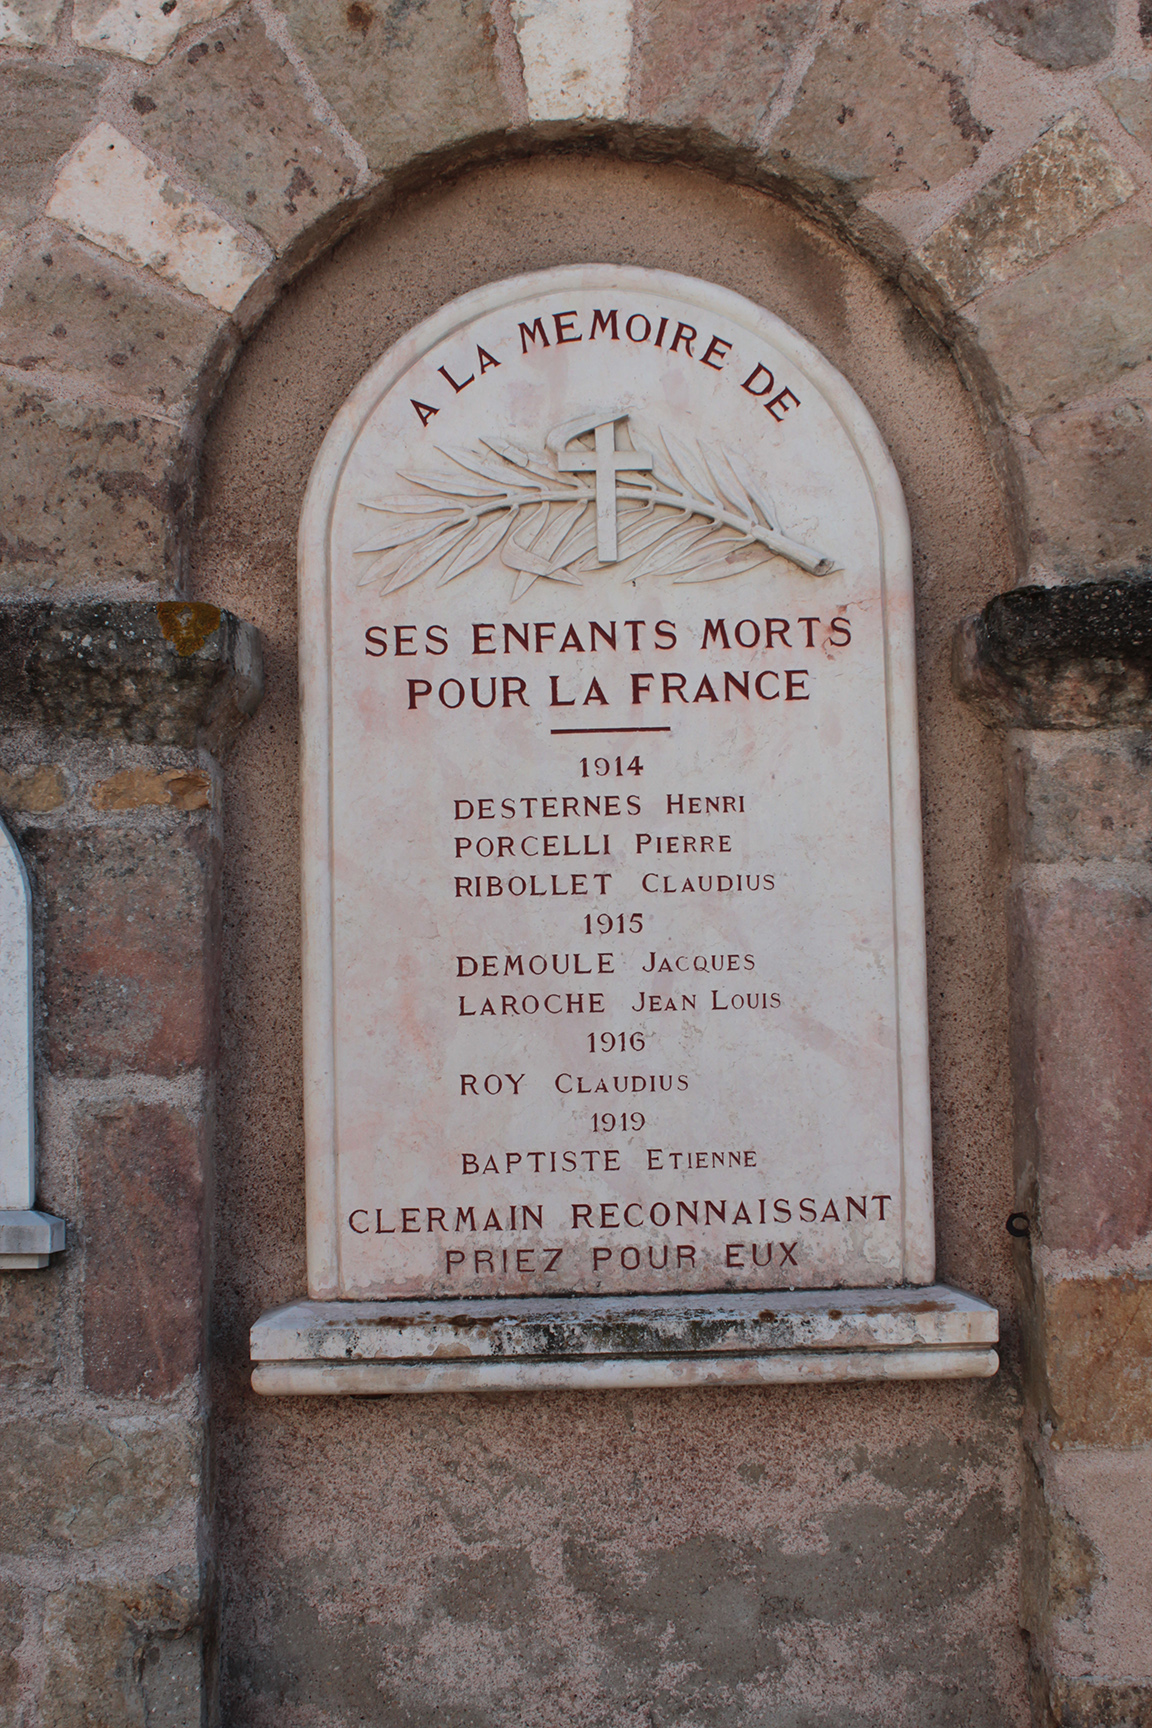 A LA MEMOIRE DE
SES ENFANTS MORTS
POUR LA FRANCE
1914
DESTERNES HENRI
PORCELLI PIERRE
RIBOLLET CLAUDIUS
1915
DEMOULE JACQUES
LAROCHE JEAN LOUIS
1916
ROY CLAUDIUS
1919
BAPTISTE ETIENNE
CLERMAIN RECONNAISSANT
PRIEZ POUR EUX